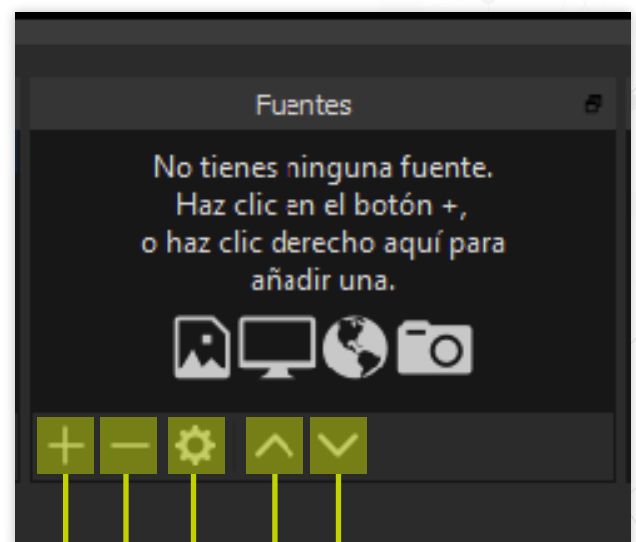 Fuentes
No tienes ninguna fuente.
Haz clic en el botón +,
o haz clic derecho aquí para
añadir una.